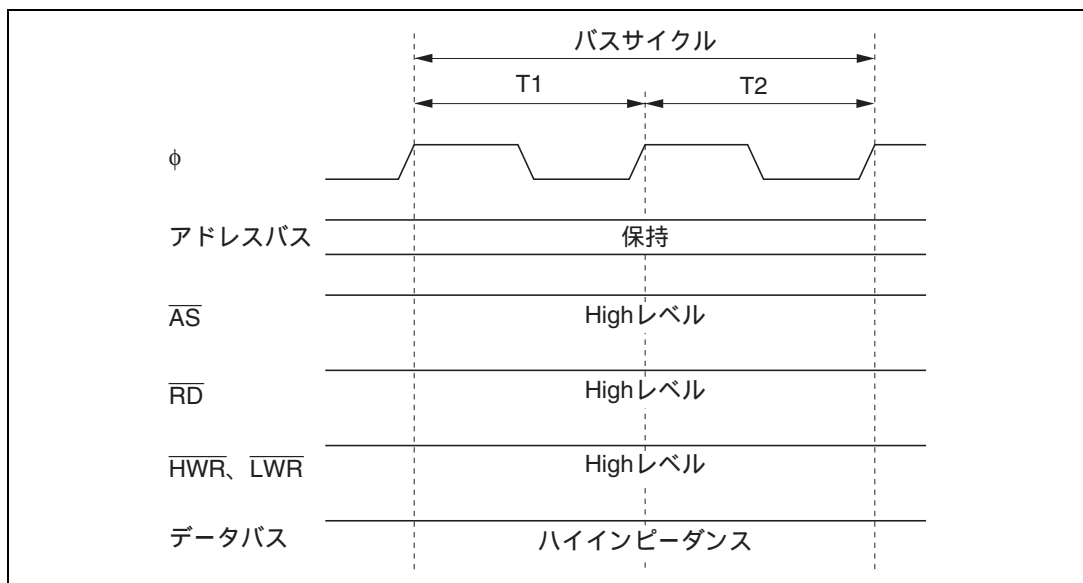 バスサイクル
T1 T2
φ
アドレスバス 保持
AS Highレベル
RD Highレベル
HWR、LWR Highレベル
データバス ハイインピーダンス